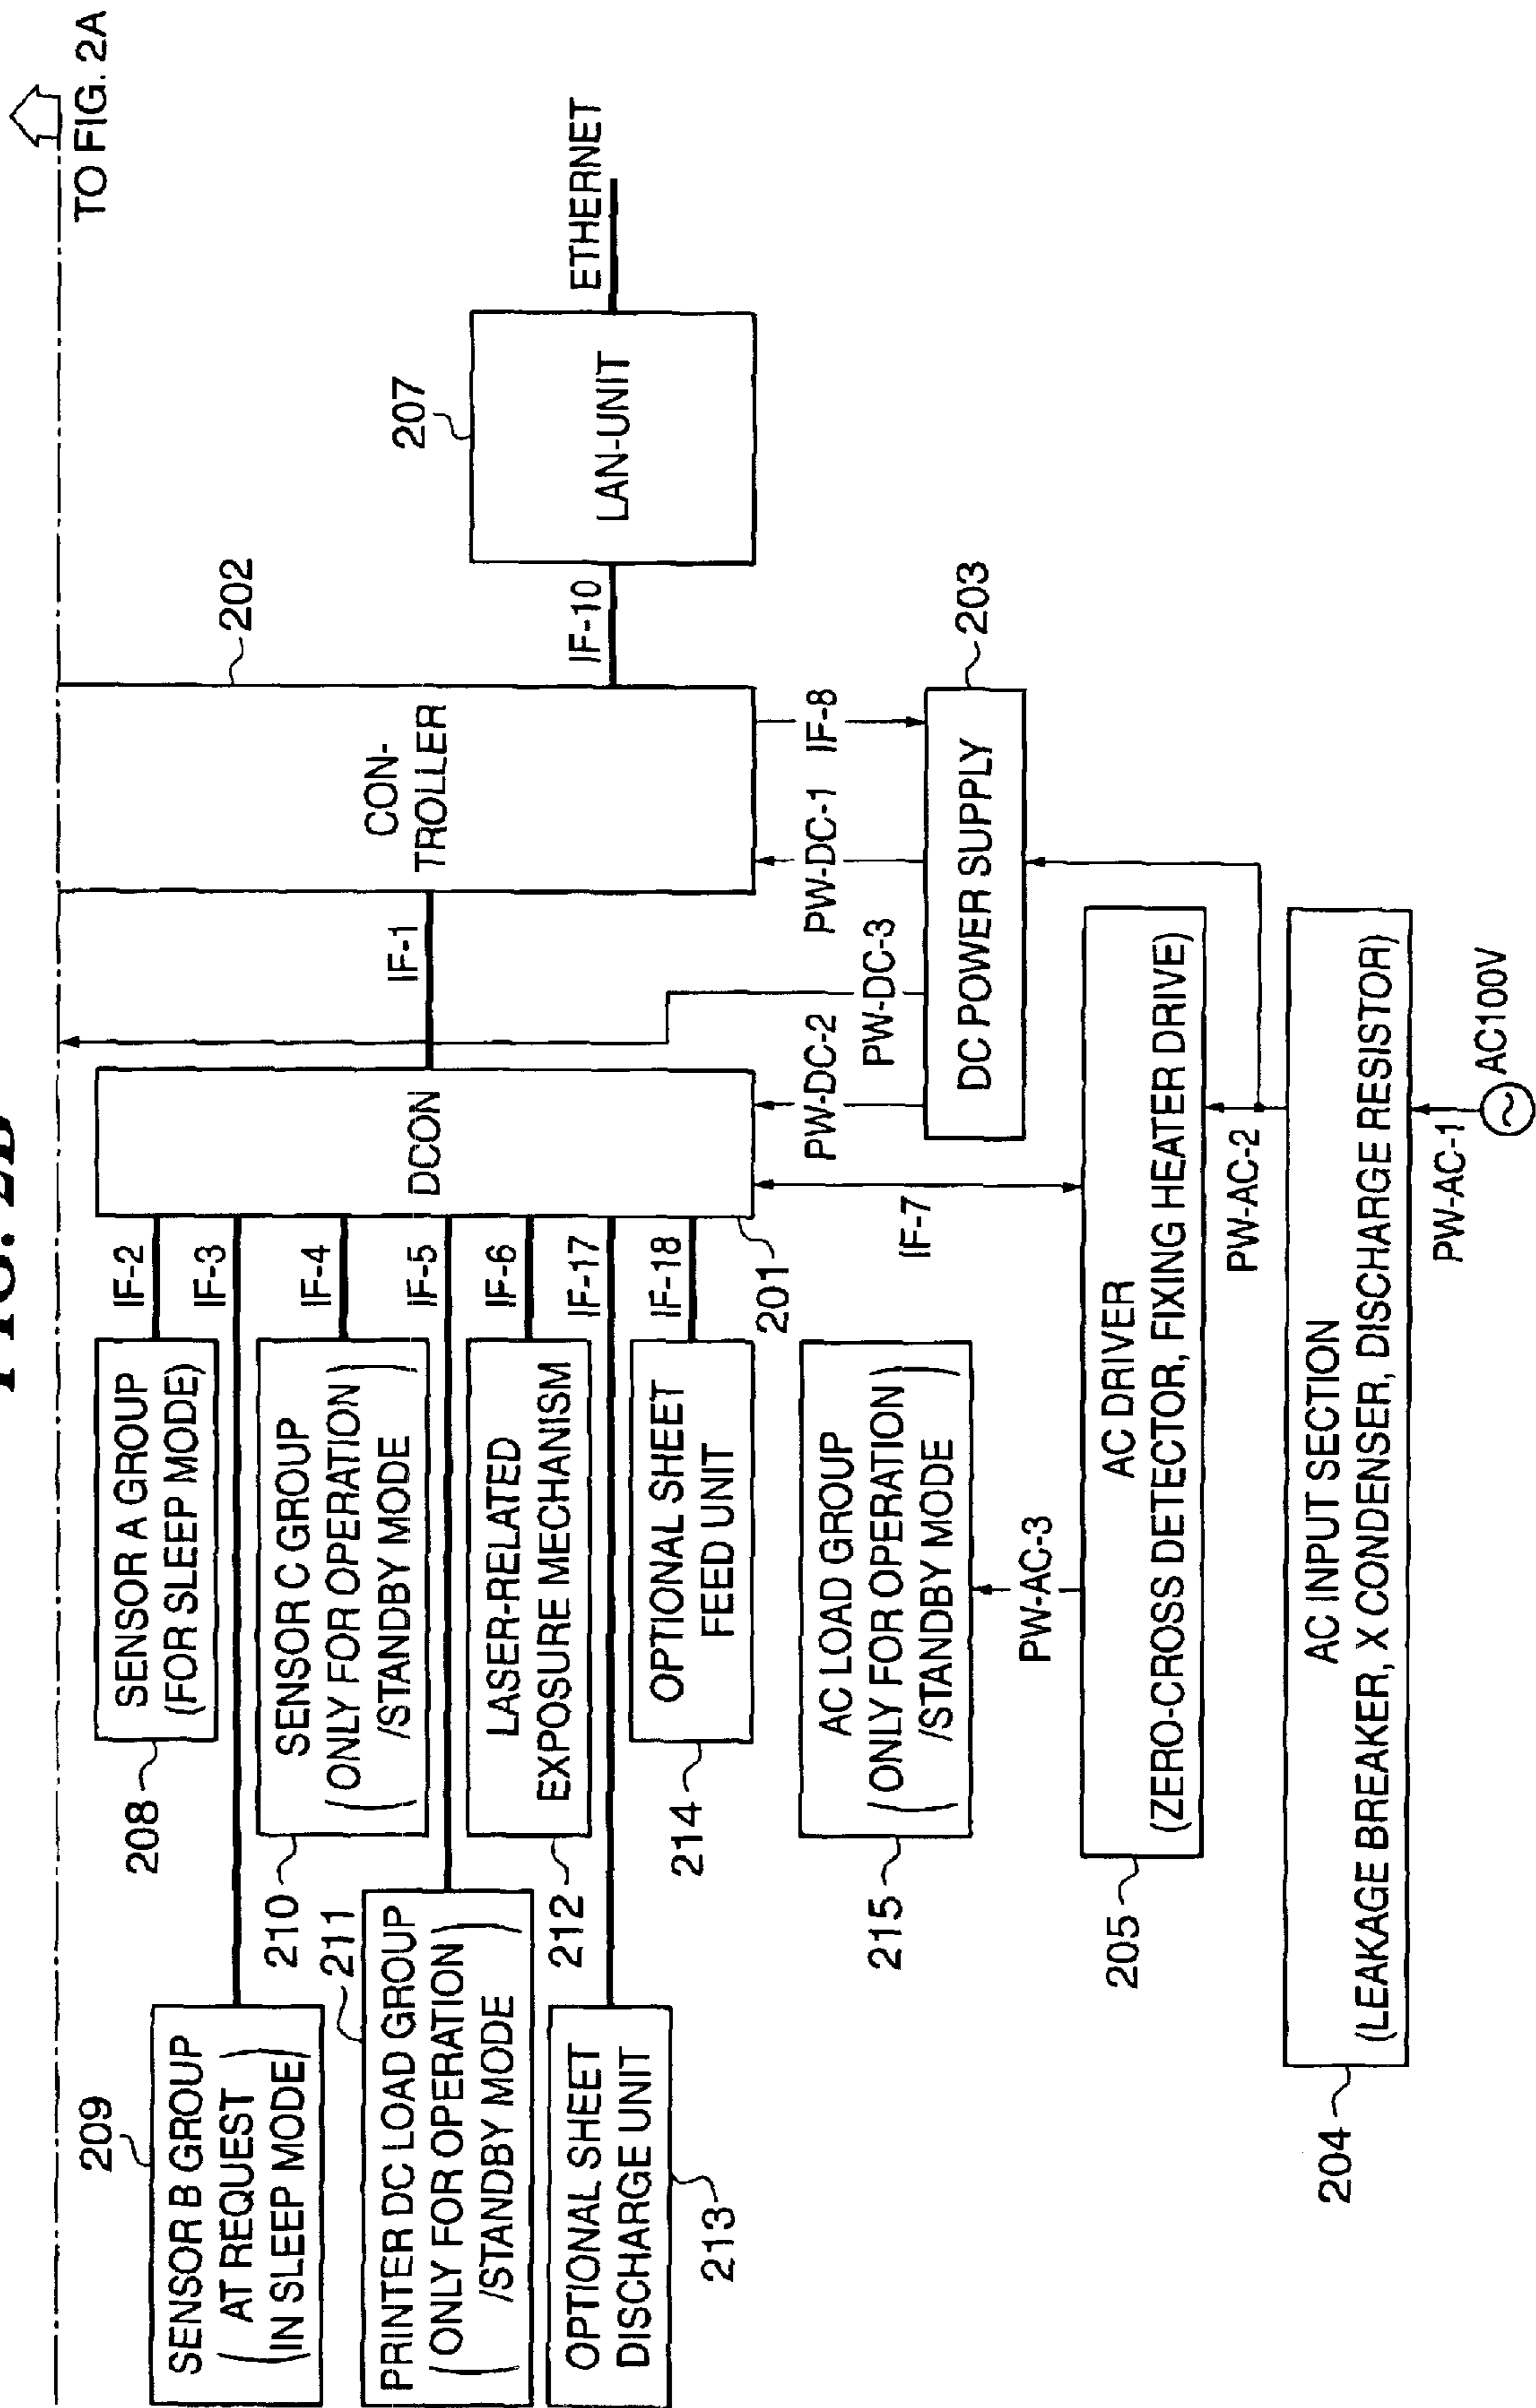 FIG. 2B
TO FIG. 2A
209
SENSOR B GROUP
(AT REQUEST
IN SLEEP MODE)
208
SENSOR A GROUP
(FOR SLEEP MODE)
IF-2
IF-3
210
SENSOR C GROUP
(ONLY FOR OPERATION
/STANDBY MODE)
IF-4
211
PRINTER DC LOAD GROUP
(ONLY FOR OPERATION
/STANDBY MODE)
IF-5
212
LASER-RELATED
EXPOSURE MECHANISM
IF-6
213
OPTIONAL SHEET
DISCHARGE UNIT
IF-17
214
OPTIONAL SHEET
FEED UNIT
IF-18
DCON
201
IF-1
CON-
TROLLER
202
IF-10
LAN-UNIT
207
ETHERNET
PW-DC-2
PW-DC-3
PW-DC-1
IF-8
DC POWER SUPPLY
203
IF-7
215
AC LOAD GROUP
(ONLY FOR OPERATION
/STANDBY MODE)
PW-AC-3
205
AC DRIVER
(ZERO-CROSS DETECTOR, FIXING HEATER DRIVE)
PW-AC-2
204
AC INPUT SECTION
(LEAKAGE BREAKER, X CONDENSER, DISCHARGE RESISTOR)
PW-AC-1
AC100V